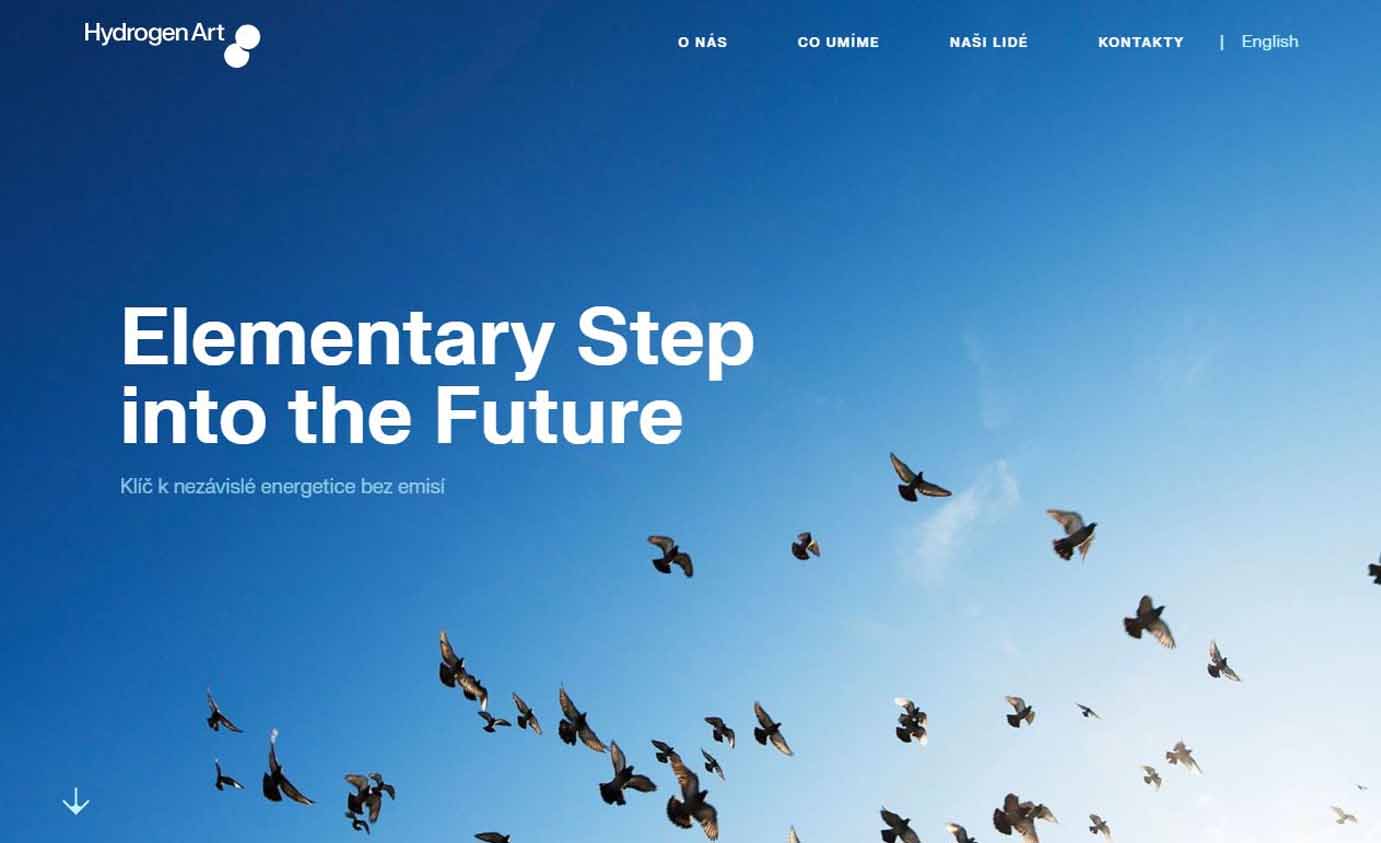 Hydrogen Art
O NÁS CO UMÍME NAŠI LIDÉ KONTAKTY | English
Elementary Step
into the Future
Klíč k nezávislé energetice bez emisí